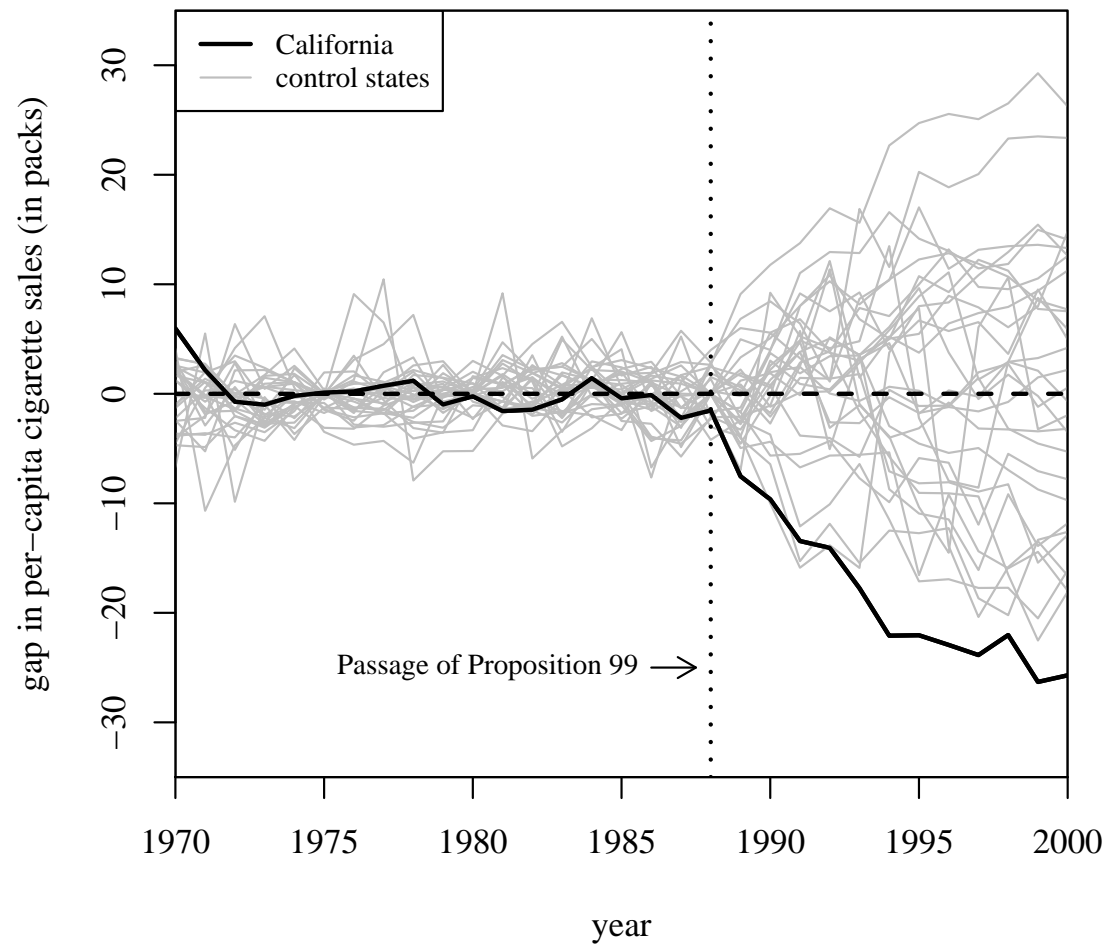 California
control states
gap in per−capita cigarette sales (in packs)
30
20
10
0
−10
−20
−30
Passage of Proposition 99
1970 1975 1980 1985 1990 1995 2000
year